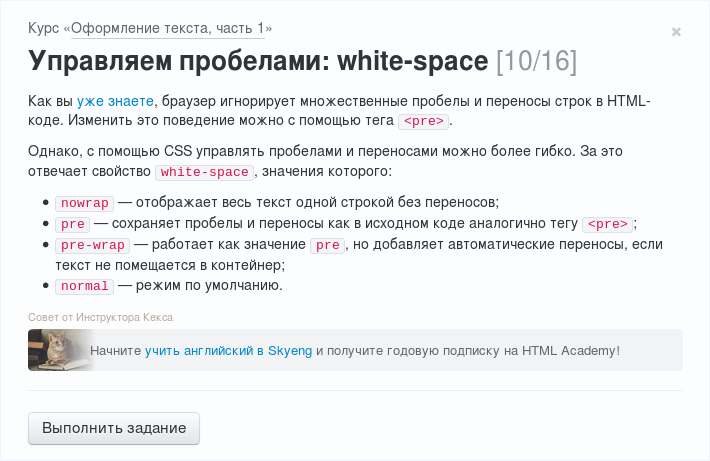 Курс «Оформление текста, часть 1»
×
Управляем пробелами: white-space [10/16]
Как вы уже знаете, браузер игнорирует множественные пробелы и переносы строк в HTML-
коде. Изменить это поведение можно с помощью тега <pre>.
Однако, с помощью CSS управлять пробелами и переносами можно более гибко. За это
отвечает свойство white-space, значения которого:
• nowrap — отображает весь текст одной строкой без переносов;
• pre — сохраняет пробелы и переносы как в исходном коде аналогично тегу <pre>;
• pre-wrap — работает как значение pre, но добавляет автоматические переносы, если
текст не помещается в контейнер;
• normal — режим по умолчанию.
Совет от Инструктора Кекса
Начните учить английский в Skyeng и получите годовую подписку на HTML Academy!
Выполнить задание